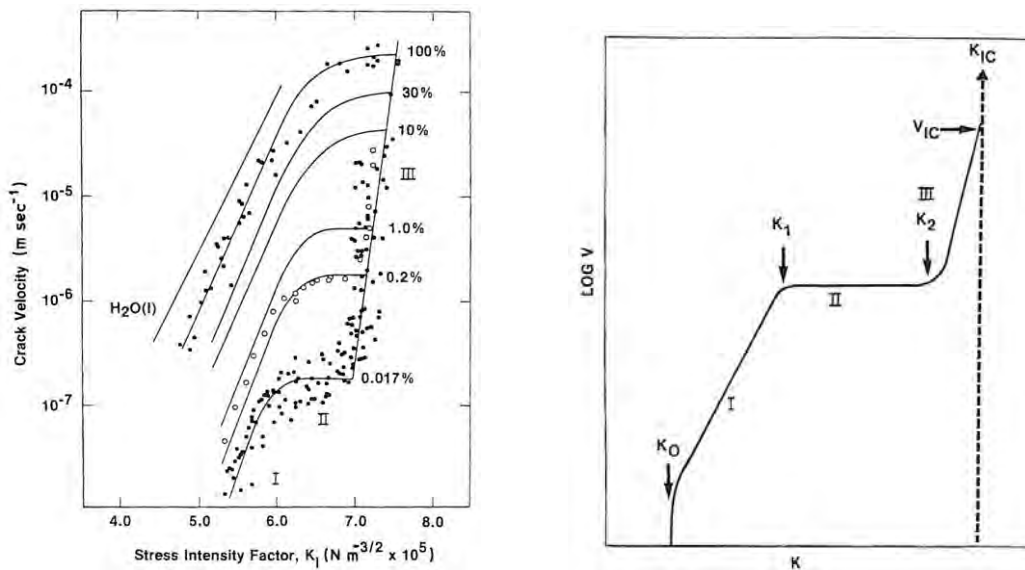 100%
10⁻⁴
30%
10%
III
10⁻⁵
1.0%
0.2%
H₂O(l)
10⁻⁶
0.017%
10⁻⁷
II
I
4.0 5.0 6.0 7.0 8.0
Crack Velocity (m sec⁻¹)
Stress Intensity Factor, K_I (N m⁻³/² x 10⁵)
K_IC
V_IC
III
K₁
K₂
II
I
K_O
LOG V
K